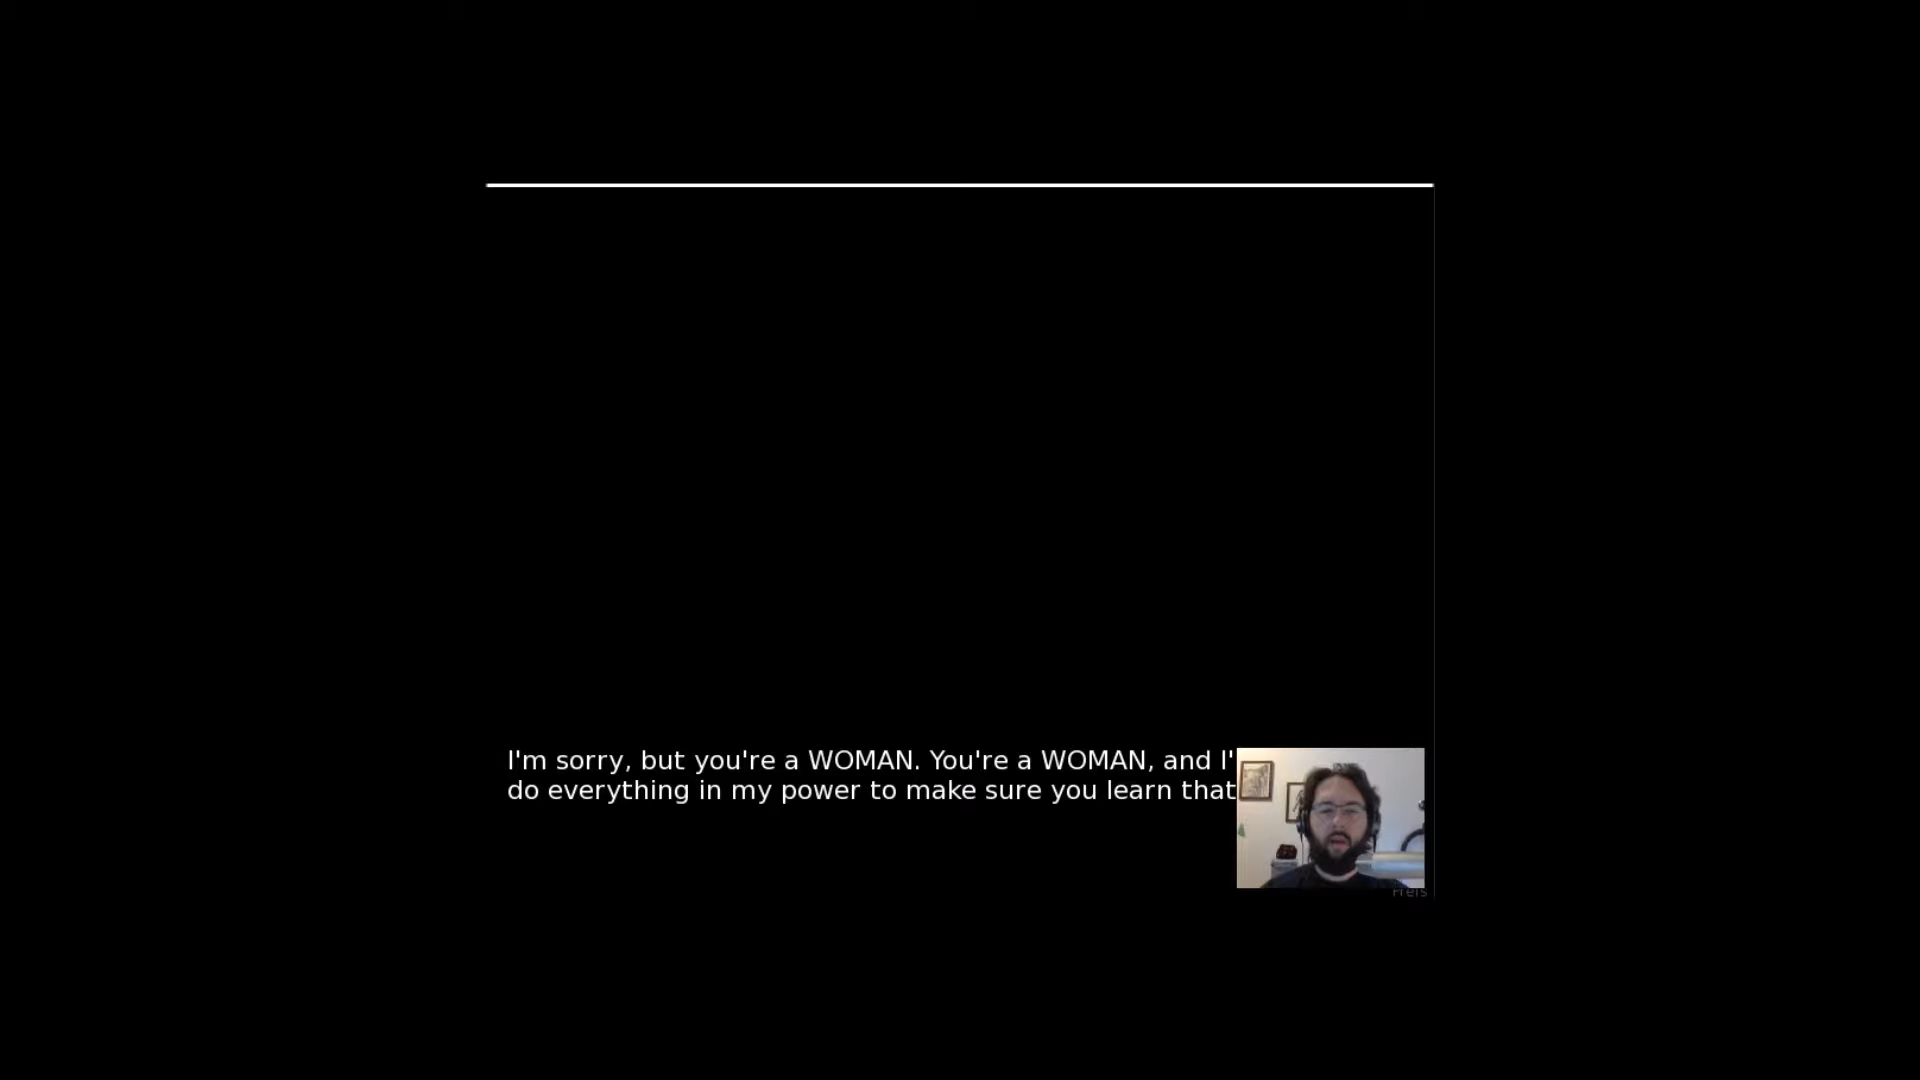 I'm sorry, but you're a WOMAN. You're a WOMAN, and I'
do everything in my power to make sure you learn that